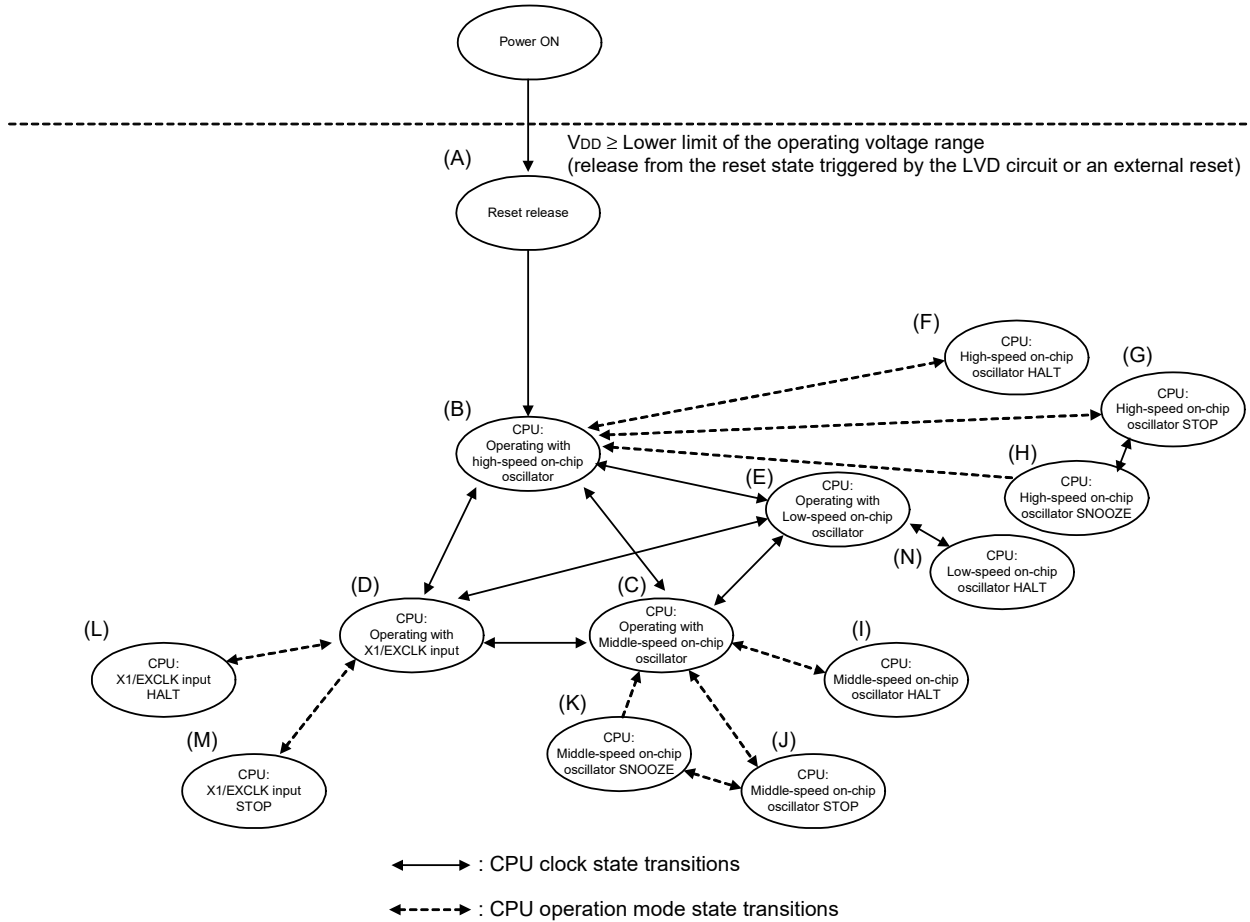 Power ON
VDD ≥ Lower limit of the operating voltage range
(A)
(release from the reset state triggered by the LVD circuit or an external reset)
Reset release
(F)
CPU:
High-speed on-chip
oscillator HALT
(G)
CPU:
High-speed on-chip
oscillator STOP
(B)
CPU:
Operating with
high-speed on-chip
oscillator
(H)
CPU:
High-speed on-chip
oscillator SNOOZE
(E)
CPU:
Operating with
Low-speed on-chip
oscillator
(N)
CPU:
Low-speed on-chip
oscillator HALT
(D)
CPU:
Operating with
X1/EXCLK input
(C)
CPU:
Operating with
Middle-speed on-chip
oscillator
(L)
CPU:
X1/EXCLK input
HALT
(I)
CPU:
Middle-speed on-chip
oscillator HALT
(M)
CPU:
X1/EXCLK input
STOP
(K)
CPU:
Middle-speed on-chip
oscillator SNOOZE
(J)
CPU:
Middle-speed on-chip
oscillator STOP
: CPU clock state transitions
: CPU operation mode state transitions